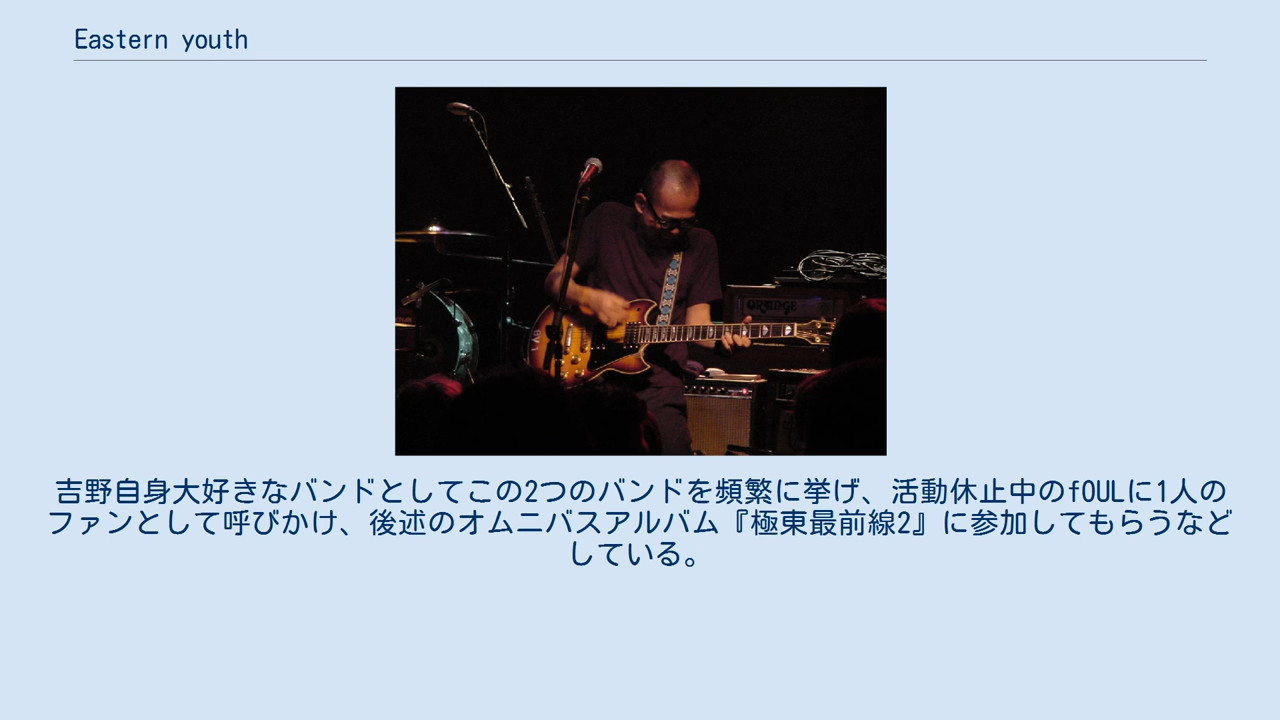 Eastern youth
ORANGE
吉野自身大好きなバンドとしてこの2つのバンドを頻繁に挙げ、活動休止中のfOULに1人の
ファンとして呼びかけ、後述のオムニバスアルバム『極東最前線2』に参加してもらうなど
している。